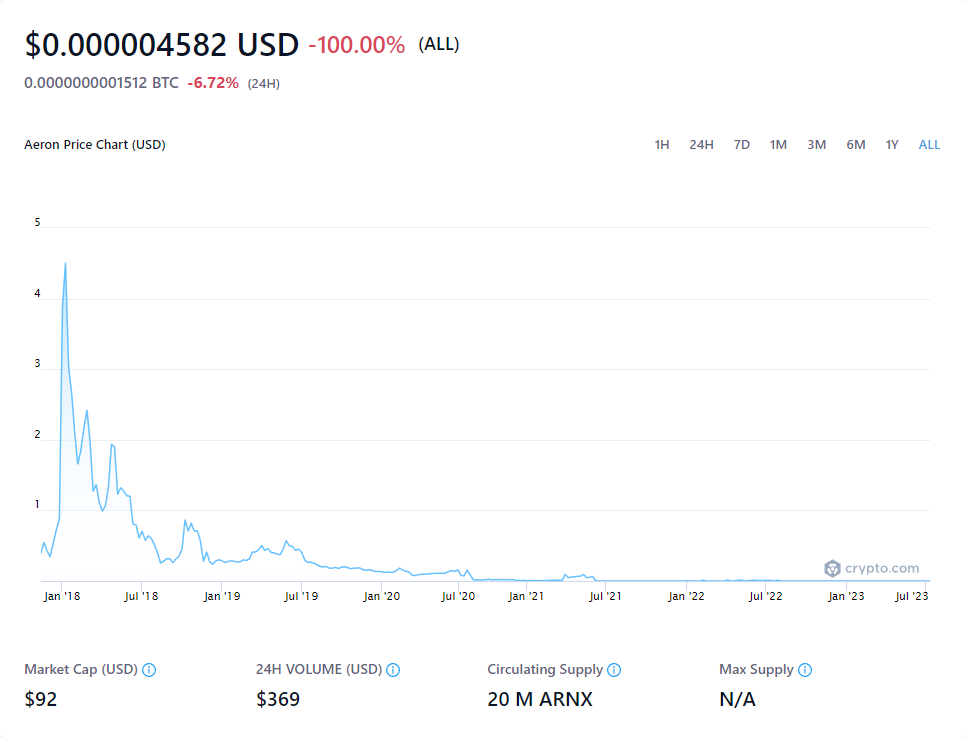 $0.000004582 USD -100.00% (ALL)
0.0000000001512 BTC -6.72% (24H)
Aeron Price Chart (USD) 1H 24H 7D 1M 3M 6M 1Y ALL
5
4
3
2
1
crypto.com
Jan '18 Jul '18 Jan '19 Jul '19 Jan '20 Jul '20 Jan '21 Jul '21 Jan '22 Jul '22 Jan '23 Jul '23
Market Cap (USD) 24H VOLUME (USD) Circulating Supply Max Supply
$92 $369 20 M ARNX N/A